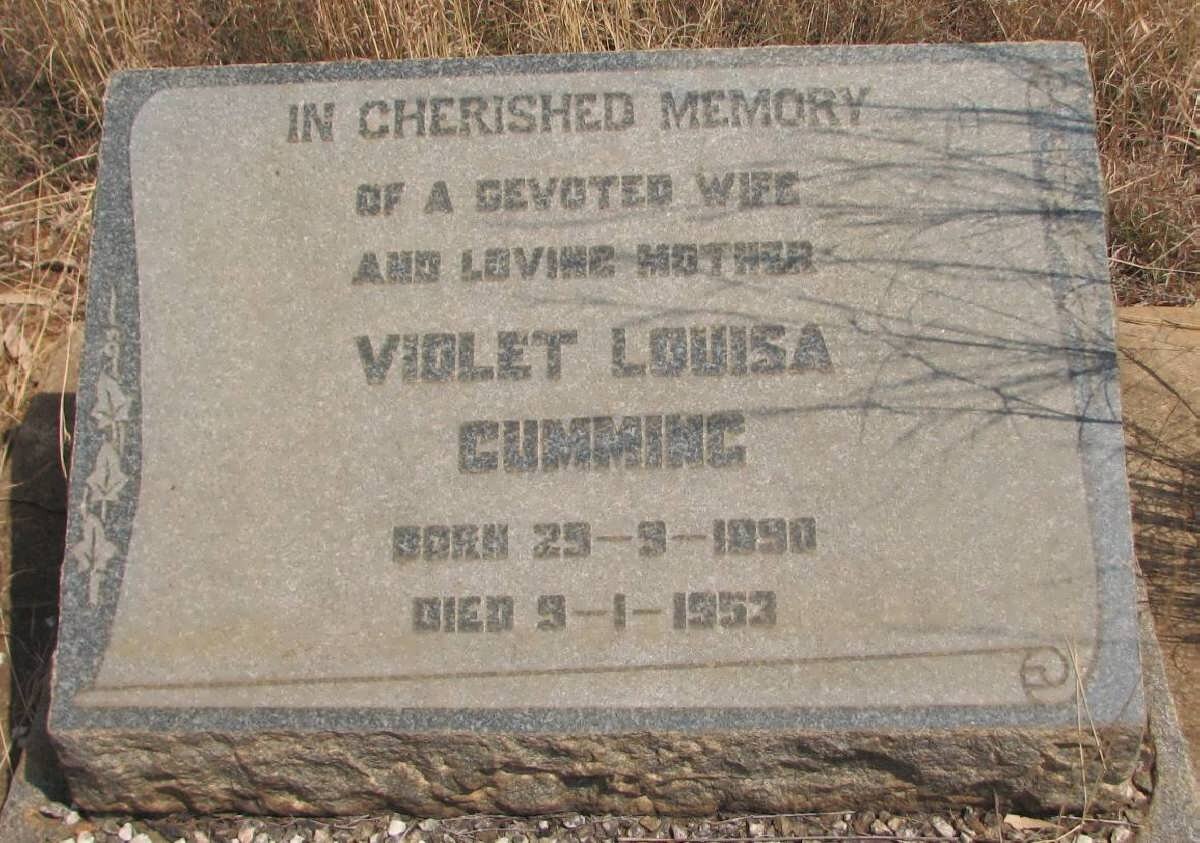 IN CHERISHED MEMORY
OF A DEVOTED WIFE
AND LOVING MOTHER
VIOLET LOUISA
CUMMING
BORN 29-9-1890
DIED 9-1-1953